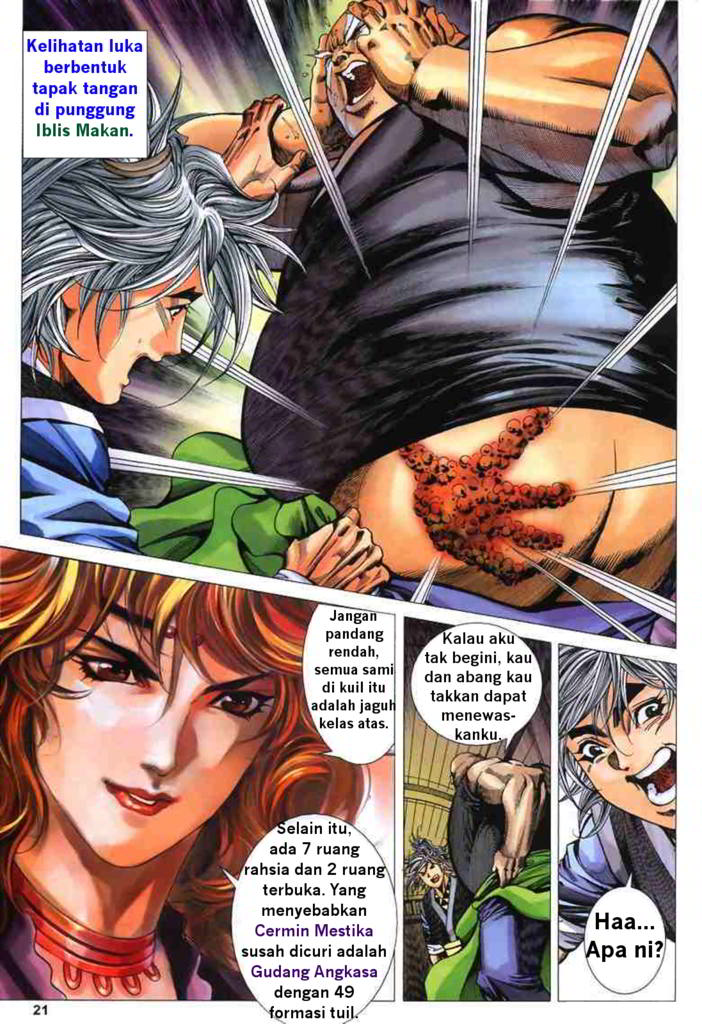 Kelihatan luka
berbentuk
tapak tangan
di punggung
Iblis Makan.
Jangan
pandang
rendah,
semua sami
di kuil itu
adalah jaguh
kelas atas.
Selain itu,
ada 7 ruang
rahsia dan 2 ruang
terbuka. Yang
menyebabkan
Cermin Mestika
susah dicuri adalah
Gudang Angkasa
dengan 49
formasi tuil.
Kalau aku
tak begini, kau
dan abang kau
takkan dapat
menewas-
kanku.
Haa...
Apa ni?
21